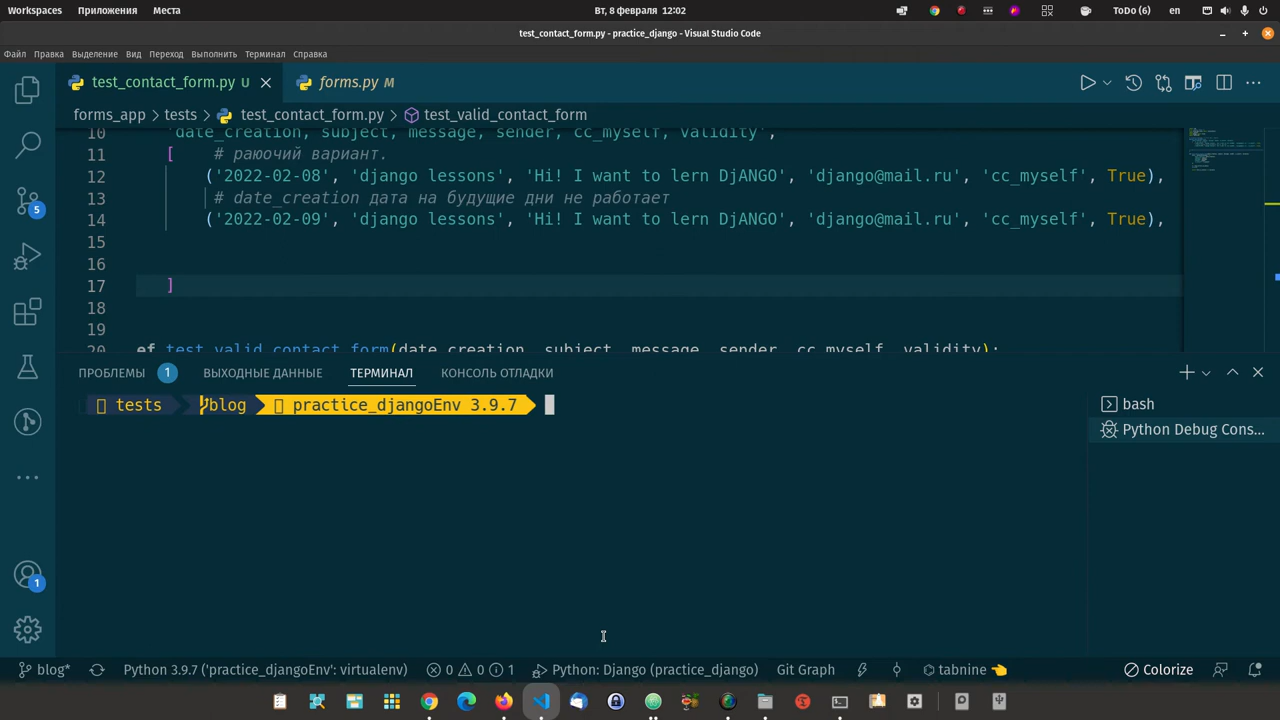 Workspaces Приложения Места Вт, 8 февраля 12:02 ToDo (6) en
test_contact_form.py - practice_django - Visual Studio Code
Файл Правка Выделение Вид Переход Выполнить Терминал Справка
test_contact_form.py U forms.py M
forms_app > tests > test_contact_form.py > test_valid_contact_form
10 'date_creation, subject, message, sender, cc_myself, validity',
11 [ # раюочий вариант.
12 ('2022-02-08', 'django lessons', 'Hi! I want to lern DjANGO', 'django@mail.ru', 'cc_myself', True),
13 # date_creation дата на будущие дни не работает
14 ('2022-02-09', 'django lessons', 'Hi! I want to lern DjANGO', 'django@mail.ru', 'cc_myself', True),
15
16
17 ]
18
19
20 ef test_valid_contact_form(date_creation, subject, message, sender, cc_myself, validity):
5
ПРОБЛЕМЫ 1 ВЫХОДНЫЕ ДАННЫЕ ТЕРМИНАЛ КОНСОЛЬ ОТЛАДКИ
tests blog practice_djangoEnv 3.9.7
bash
Python Debug Cons...
1
blog* Python 3.9.7 ('practice_djangoEnv': virtualenv) 0 0 1 Python: Django (practice_django) Git Graph tabnine Colorize